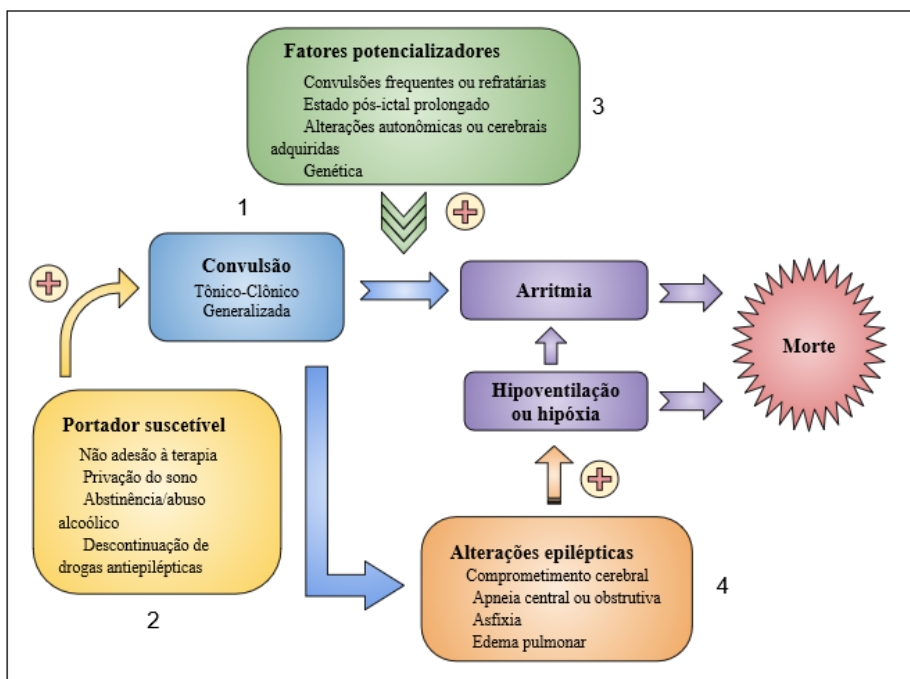 Fatores potencializadores
Convulsões frequentes ou refratárias
Estado pós-ictal prolongado
Alterações autonômicas ou cerebrais
adquiridas
Genética
3
1
Convulsão
Tônico-Clônico
Generalizada
Arritmia
Morte
Hipoventilação
ou hipóxia
Portador suscetível
Não adesão à terapia
Privação do sono
Abstinência/abuso
alcoólico
Descontinuação de
drogas antiepilépticas
2
Alterações epilépticas
Comprometimento cerebral
Apneia central ou obstrutiva
Asfixia
Edema pulmonar
4